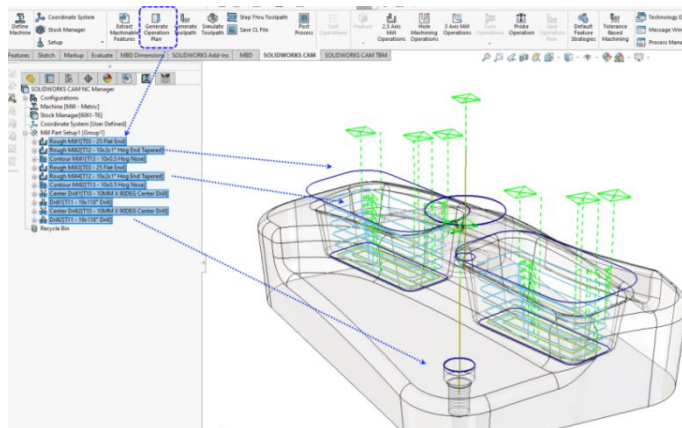 Define Machine
Coordinate System
Stock Manager
Setup
Extract Machinable Features
Generate Operation Plan
Generate Toolpath
Simulate Toolpath
Step Thru Toolpath
Save CL File
Post Process
Sort Operations
Feature
2.5 Axis Mill Operations
Hole Machining Operations
3 Axis Mill Operations
Probe Operation
Default Feature Strategies
Tolerance Based Machining
Technology D
Message Win
Process Mana
Features Sketch Markup Evaluate MBD Dimensions SOLIDWORKS Add-Ins MBD SOLIDWORKS CAM SOLIDWORKS CAM TBM
SOLIDWORKS CAM NC Manager
Configurations
Machine [Mill - Metric]
Stock Manager[6061-T6]
Coordinate System [User Defined]
Mill Part Setup1 [Group1]
Rough Mill1[T03 - 25 Flat End]
Rough Mill2[T12 - 10x2x1° Hog End Tapered]
Contour Mill1[T13 - 10x0.5 Hog Nose]
Rough Mill3[T03 - 25 Flat End]
Rough Mill4[T12 - 10x2x1° Hog End Tapered]
Contour Mill2[T13 - 10x0.5 Hog Nose]
Center Drill1[T10 - 10MM X 90DEG Center Drill]
Drill1[T11 - 19x118° Drill]
Center Drill2[T10 - 10MM X 90DEG Center Drill]
Drill2[T11 - 19x118° Drill]
Recycle Bin